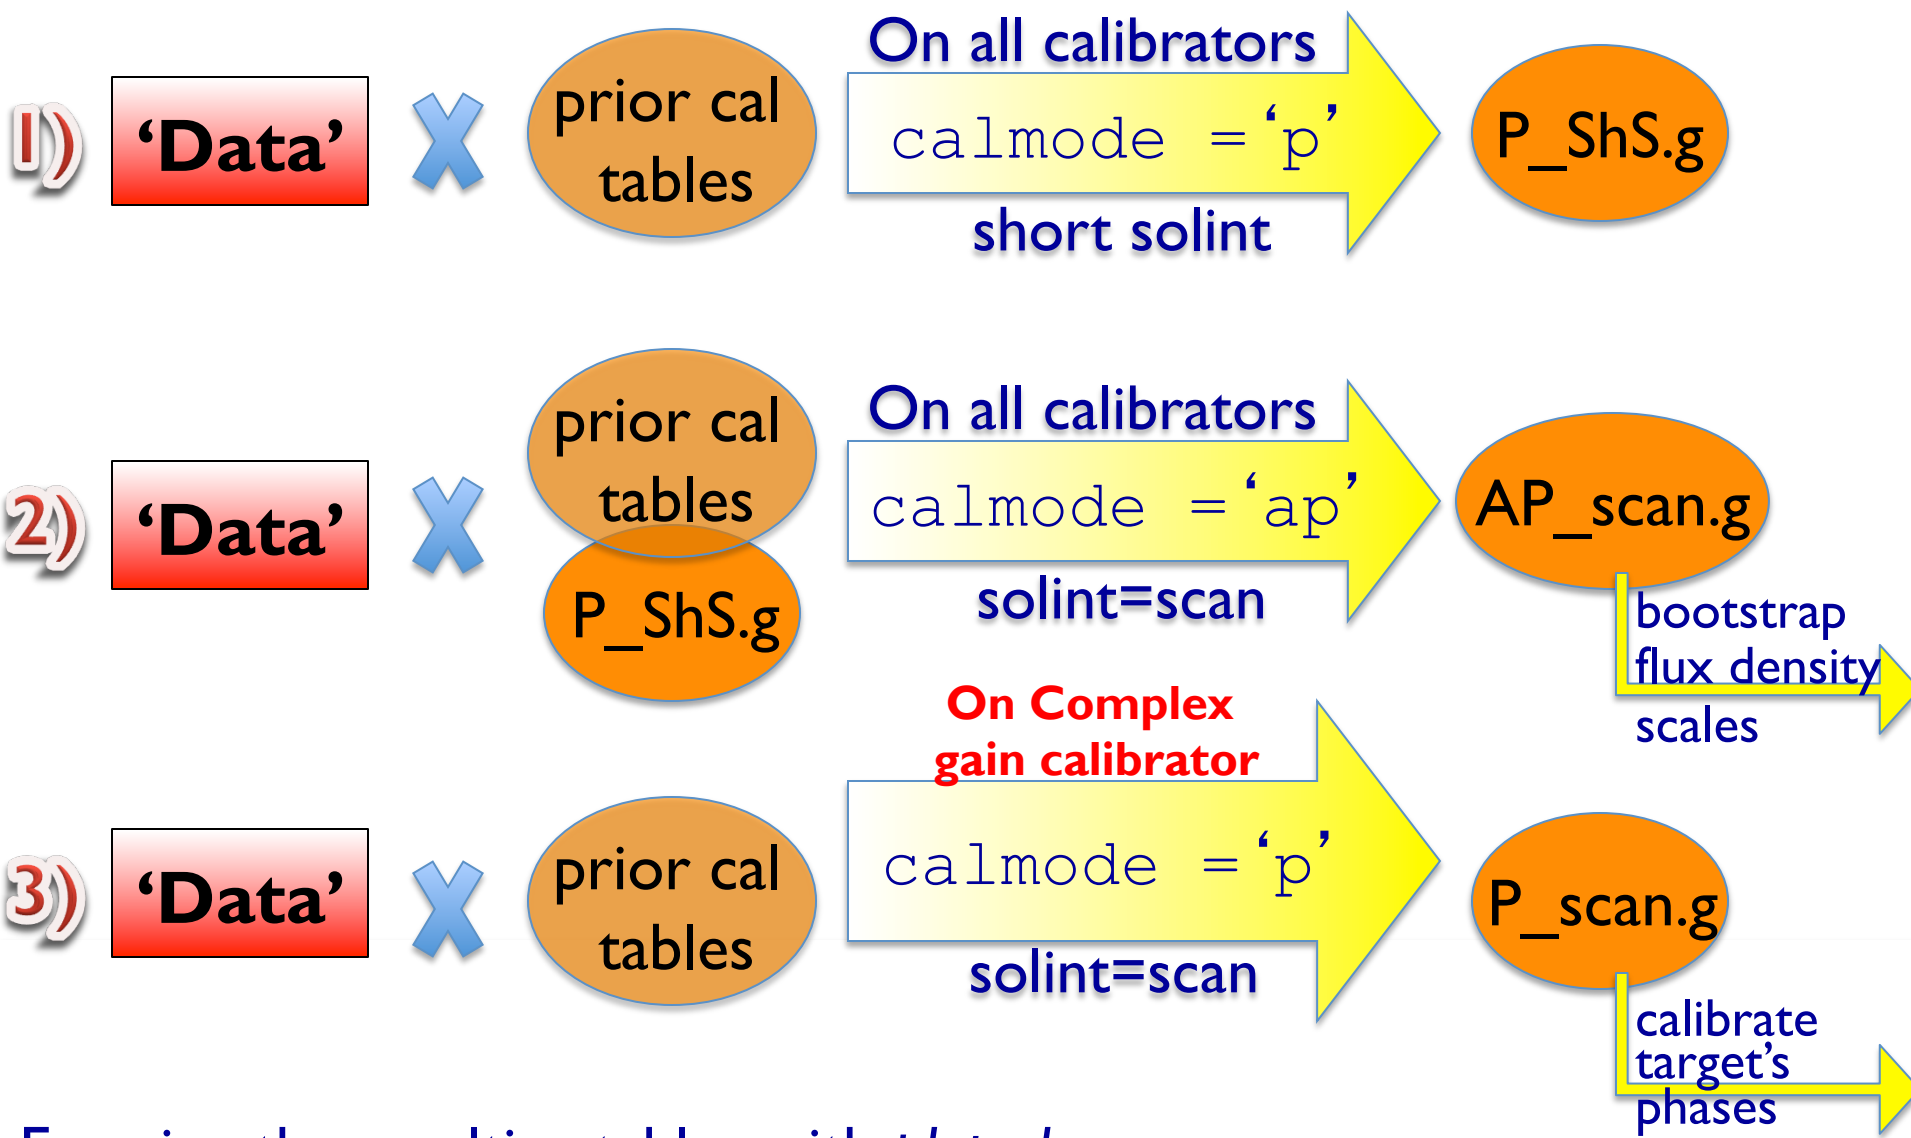 1) 'Data' X prior cal tables
On all calibrators
calmode = 'p'
short solint
P_ShS.g
2) 'Data' X prior cal tables
P_ShS.g
On all calibrators
calmode = 'ap'
solint=scan
AP_scan.g
bootstrap
flux density
scales
3) 'Data' X prior cal tables
On Complex
gain calibrator
calmode = 'p'
solint=scan
P_scan.g
calibrate
target's
phases